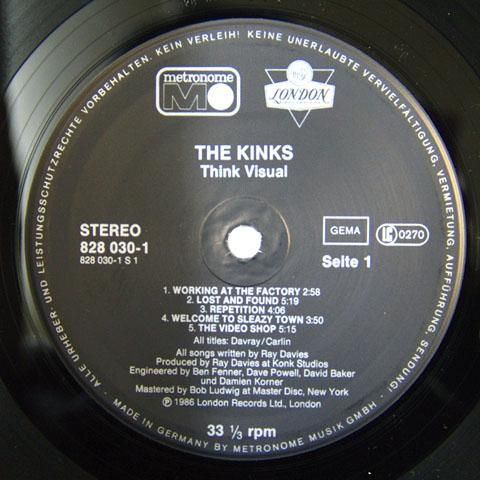 ALLE URHEBER- UND LEISTUNGSSCHUTZRECHTE VORBEHALTEN. KEIN VERLEIH! KEINE UNERLAUBTE VERVIELFÄLTIGUNG, VERMIETUNG, AUFFÜHRUNG, SENDUNG!
metronome
M
LONDON
THE KINKS
Think Visual
STEREO
828 030-1
828 030-1 S 1
GEMA
LC 0270
Seite 1
1. WORKING AT THE FACTORY 2:58
2. LOST AND FOUND 5:19
3. REPETITION 4:06
4. WELCOME TO SLEAZY TOWN 3:50
5. THE VIDEO SHOP 5:15
All titles: Davray/Carlin
All songs written by Ray Davies
Produced by Ray Davies at Konk Studios
Engineered by Ben Fenner, Dave Powell, David Baker
and Damien Korner
Mastered by Bob Ludwig at Master Disc, New York
Ⓟ 1986 London Records Ltd., London
33 ⅓ rpm
· MADE IN GERMANY BY METRONOME MUSIK GMBH ·